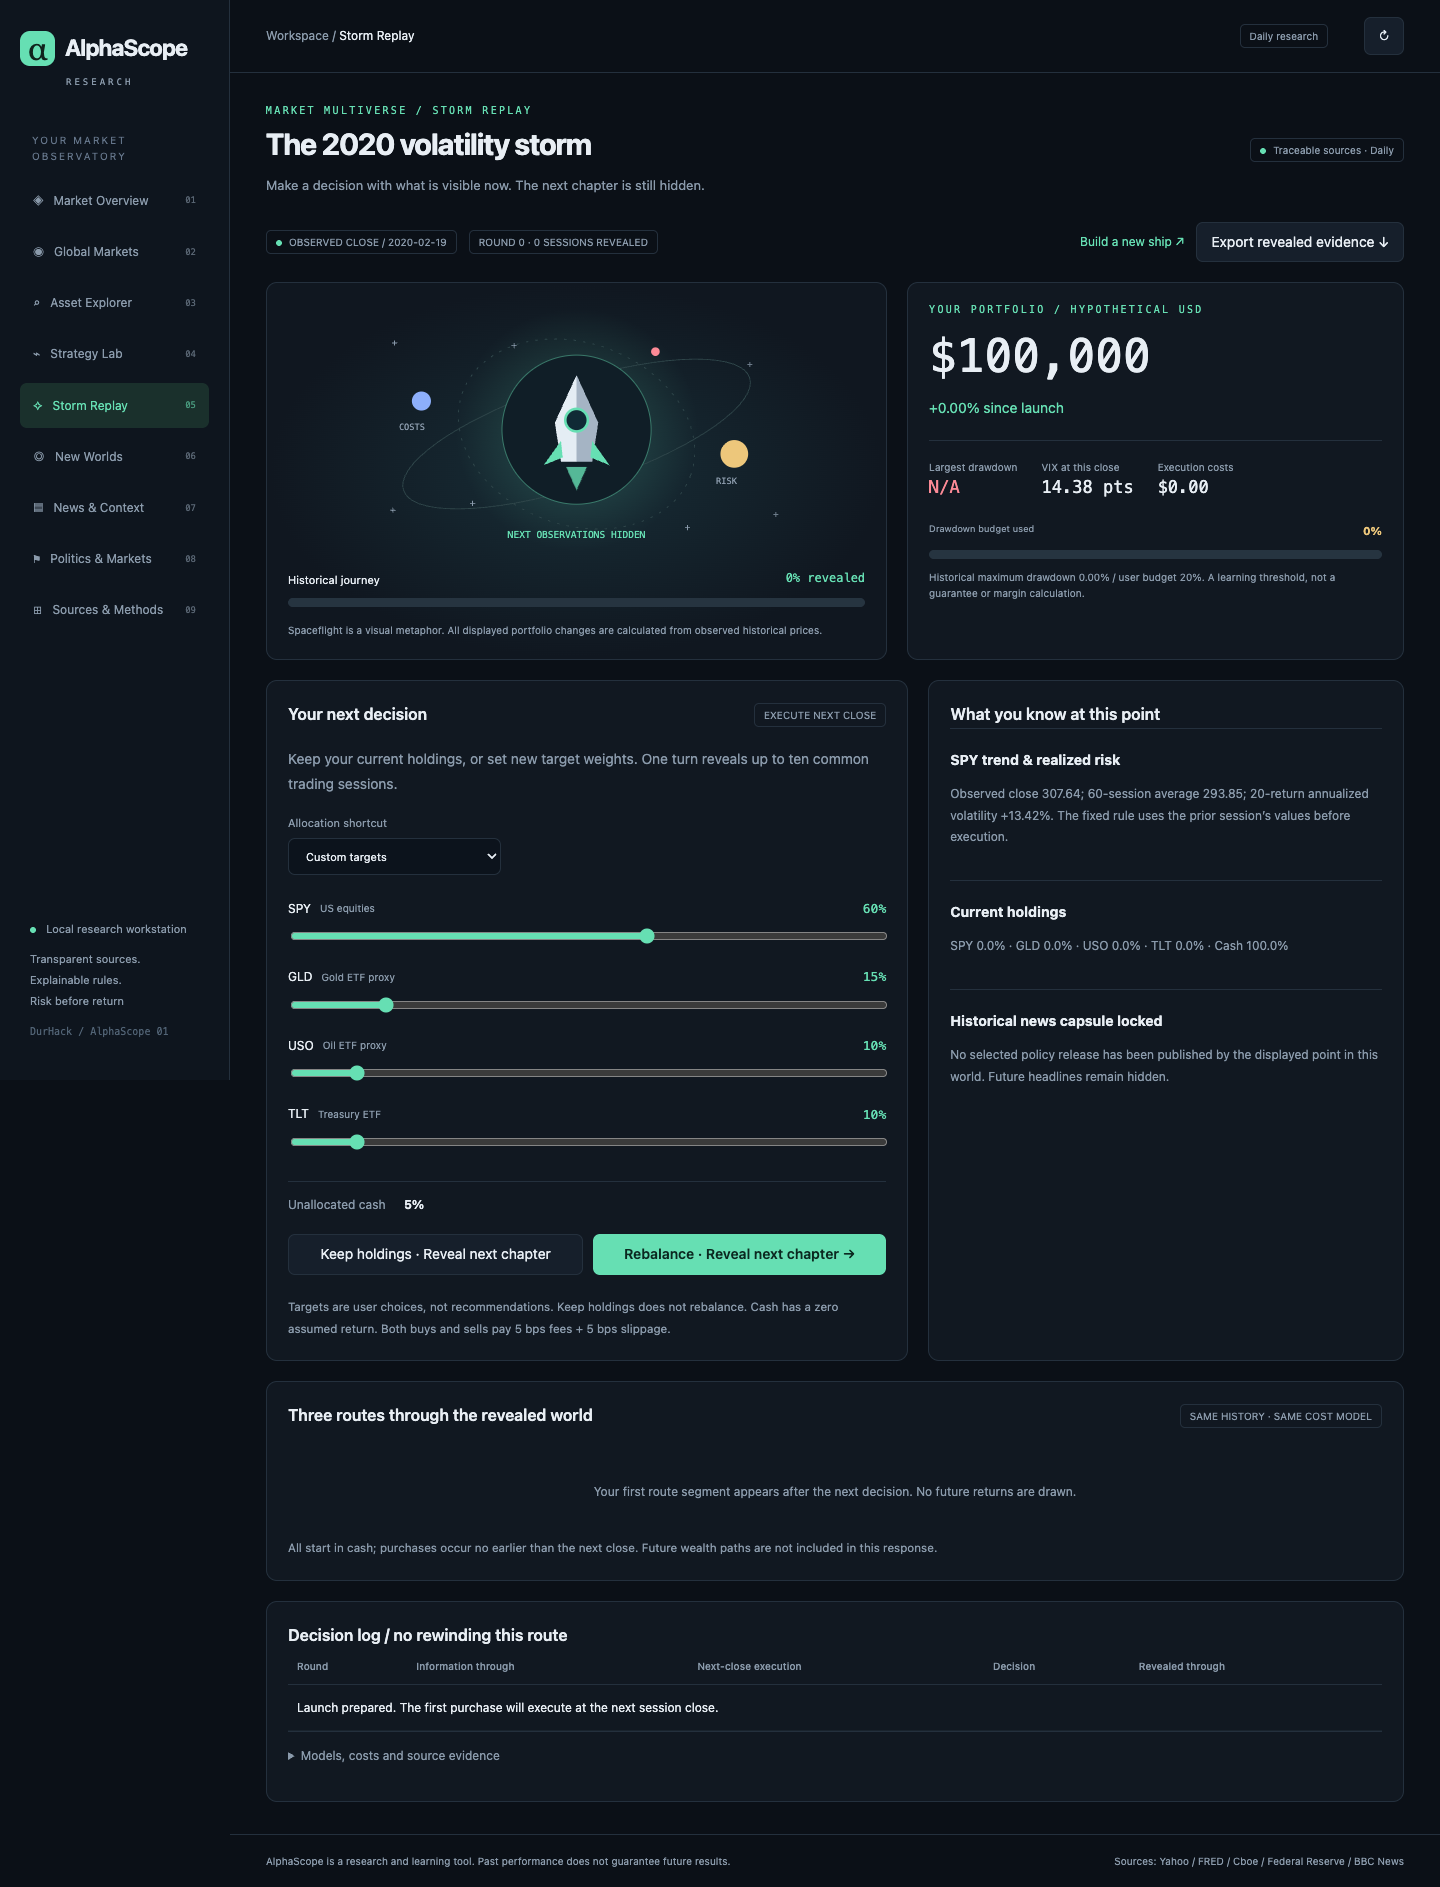 α AlphaScope
RESEARCH
YOUR MARKET
OBSERVATORY
Market Overview 01
Global Markets 02
Asset Explorer 03
Strategy Lab 04
Storm Replay 05
New Worlds 06
News & Context 07
Politics & Markets 08
Sources & Methods 09
Local research workstation
Transparent sources.
Explainable rules.
Risk before return
DurHack / AlphaScope 01
Workspace / Storm Replay
Daily research
↻
MARKET MULTIVERSE / STORM REPLAY
The 2020 volatility storm
Traceable sources · Daily
Make a decision with what is visible now. The next chapter is still hidden.
OBSERVED CLOSE / 2020-02-19
ROUND 0 · 0 SESSIONS REVEALED
Build a new ship ↗
Export revealed evidence ↓
COSTS
RISK
NEXT OBSERVATIONS HIDDEN
Historical journey
0% revealed
Spaceflight is a visual metaphor. All displayed portfolio changes are calculated from observed historical prices.
YOUR PORTFOLIO / HYPOTHETICAL USD
$100,000
+0.00% since launch
Largest drawdown VIX at this close Execution costs
N/A 14.38 pts $0.00
Drawdown budget used 0%
Historical maximum drawdown 0.00% / user budget 20%. A learning threshold, not a
guarantee or margin calculation.
Your next decision
EXECUTE NEXT CLOSE
Keep your current holdings, or set new target weights. One turn reveals up to ten common
trading sessions.
Allocation shortcut
Custom targets
SPY US equities 60%
GLD Gold ETF proxy 15%
USO Oil ETF proxy 10%
TLT Treasury ETF 10%
Unallocated cash 5%
Keep holdings · Reveal next chapter
Rebalance · Reveal next chapter →
Targets are user choices, not recommendations. Keep holdings does not rebalance. Cash has a zero
assumed return. Both buys and sells pay 5 bps fees + 5 bps slippage.
What you know at this point
SPY trend & realized risk
Observed close 307.64; 60-session average 293.85; 20-return annualized
volatility +13.42%. The fixed rule uses the prior session's values before
execution.
Current holdings
SPY 0.0% · GLD 0.0% · USO 0.0% · TLT 0.0% · Cash 100.0%
Historical news capsule locked
No selected policy release has been published by the displayed point in this
world. Future headlines remain hidden.
Three routes through the revealed world
SAME HISTORY · SAME COST MODEL
Your first route segment appears after the next decision. No future returns are drawn.
All start in cash; purchases occur no earlier than the next close. Future wealth paths are not included in this response.
Decision log / no rewinding this route
Round Information through Next-close execution Decision Revealed through
Launch prepared. The first purchase will execute at the next session close.
▶ Models, costs and source evidence
AlphaScope is a research and learning tool. Past performance does not guarantee future results.
Sources: Yahoo / FRED / Cboe / Federal Reserve / BBC News